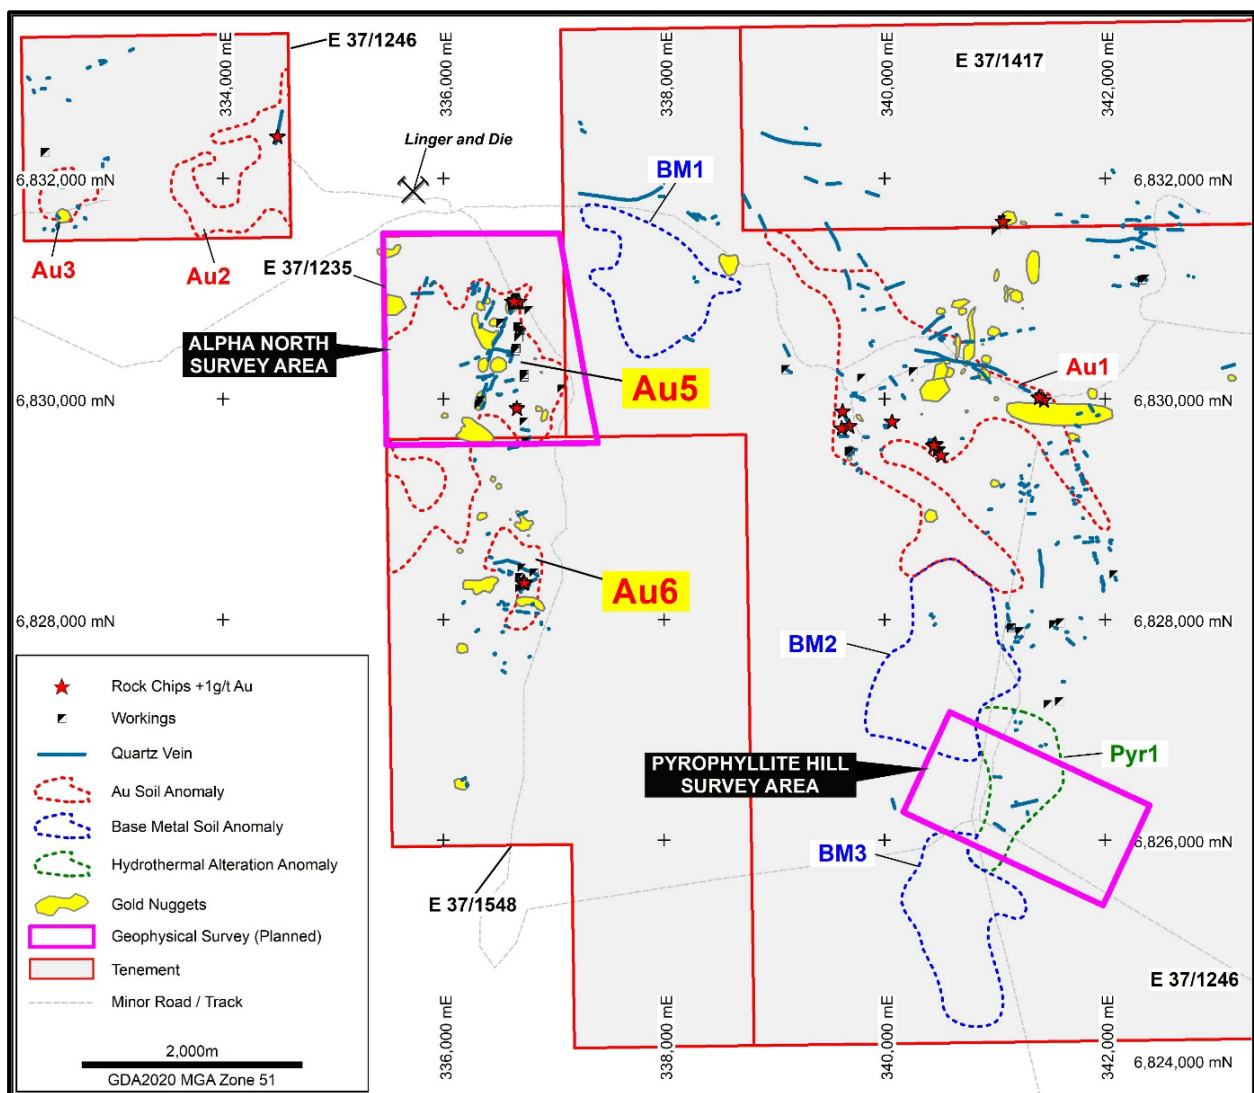 E 37/1246
334,000 mE
336,000 mE
338,000 mE
340,000 mE
342,000 mE
E 37/1417
Linger and Die
6,832,000 mN
BM1
6,832,000 mN
Au3
Au2
E 37/1235
ALPHA NORTH
SURVEY AREA
Au5
Au1
6,830,000 mN
6,830,000 mN
Au6
6,828,000 mN
6,828,000 mN
BM2
PYROPHYLLITE HILL
SURVEY AREA
Pyr1
6,826,000 mN
BM3
E 37/1548
E 37/1246
336,000 mE
338,000 mE
340,000 mE
342,000 mE
6,824,000 mN
Rock Chips +1g/t Au
Workings
Quartz Vein
Au Soil Anomaly
Base Metal Soil Anomaly
Hydrothermal Alteration Anomaly
Gold Nuggets
Geophysical Survey (Planned)
Tenement
Minor Road / Track
2,000m
GDA2020 MGA Zone 51